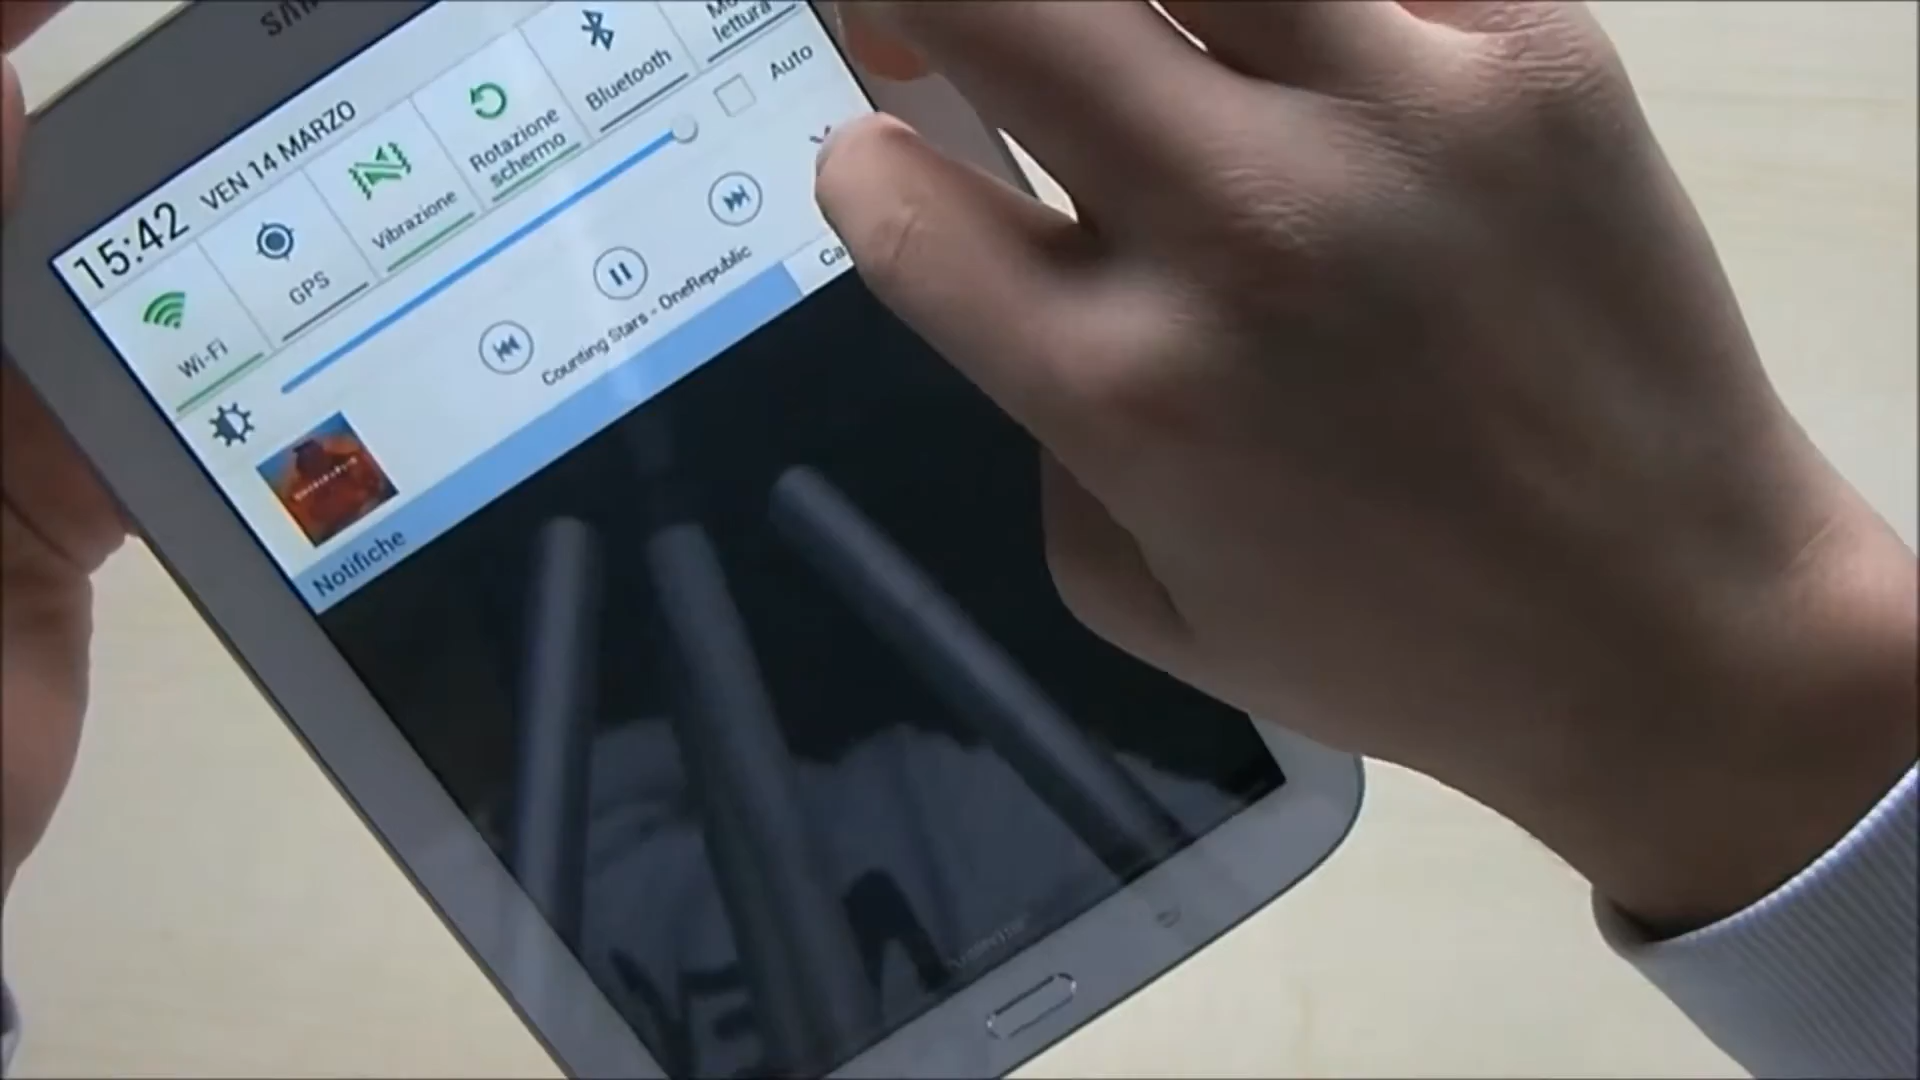 15:42 VEN 14 MARZO
Wi-Fi
GPS
Vibrazione
Rotazione
schermo
Bluetooth
lettura
Auto
Counting Stars - OneRepublic
Notifiche